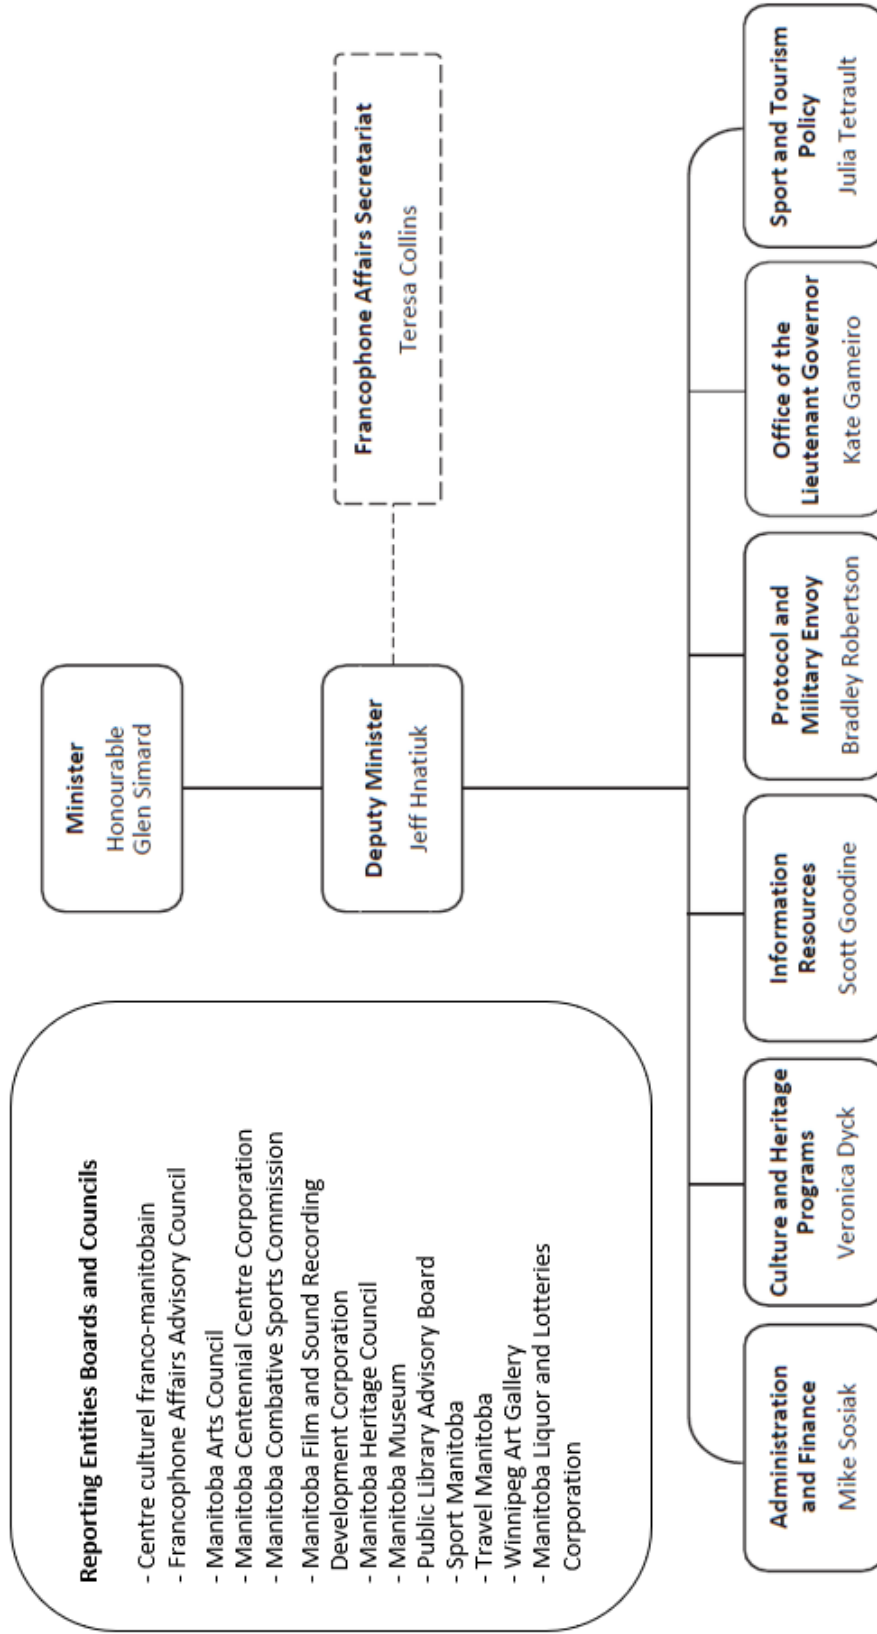 Reporting Entities Boards and Councils
- Centre culturel franco-manitobain
- Francophone Affairs Advisory Council
- Manitoba Arts Council
- Manitoba Centennial Centre Corporation
- Manitoba Combative Sports Commission
- Manitoba Film and Sound Recording
Development Corporation
- Manitoba Heritage Council
- Manitoba Museum
- Public Library Advisory Board
- Sport Manitoba
- Travel Manitoba
- Winnipeg Art Gallery
- Manitoba Liquor and Lotteries
Corporation
Minister
Honourable
Glen Simard
Deputy Minister
Jeff Hnatiuk
Francophone Affairs Secretariat
Teresa Collins
Administration
and Finance
Mike Sosiak
Culture and Heritage
Programs
Veronica Dyck
Information
Resources
Scott Goodine
Protocol and
Military Envoy
Bradley Robertson
Office of the
Lieutenant Governor
Kate Gameiro
Sport and Tourism
Policy
Julia Tetrault